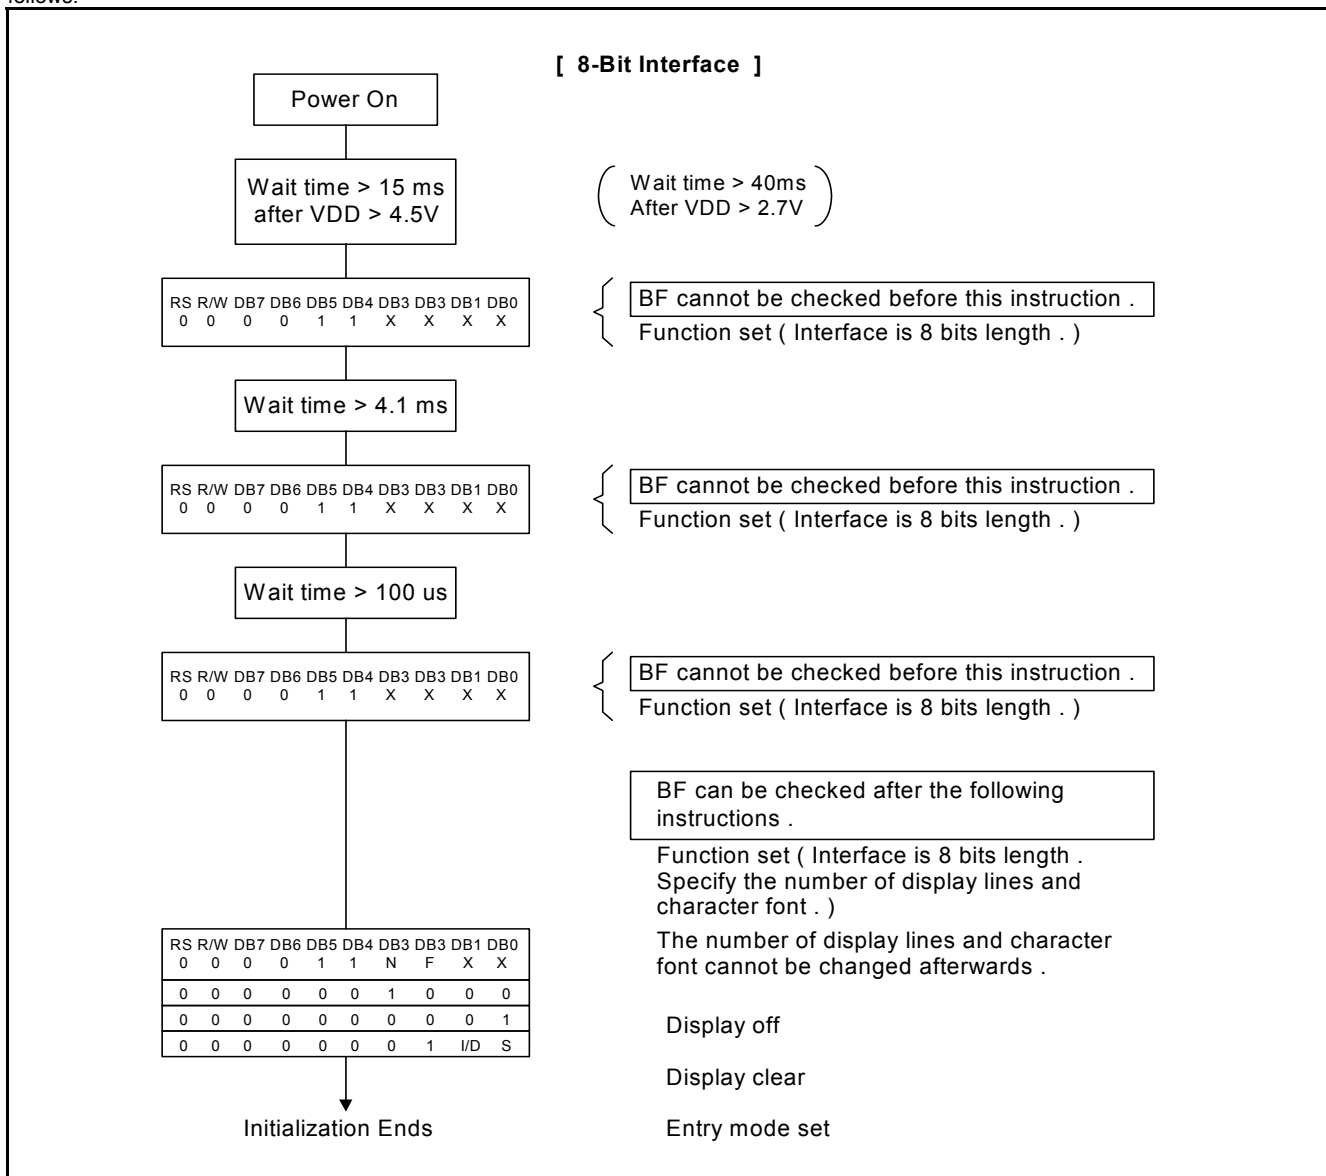 follows:
[ 8-Bit Interface ]
Power On
Wait time > 15 ms
after VDD > 4.5V
Wait time > 40ms
After VDD > 2.7V
RS R/W DB7 DB6 DB5 DB4 DB3 DB3 DB1 DB0
0 0 0 0 1 1 X X X X
BF cannot be checked before this instruction .
Function set ( Interface is 8 bits length . )
Wait time > 4.1 ms
RS R/W DB7 DB6 DB5 DB4 DB3 DB3 DB1 DB0
0 0 0 0 1 1 X X X X
BF cannot be checked before this instruction .
Function set ( Interface is 8 bits length . )
Wait time > 100 us
RS R/W DB7 DB6 DB5 DB4 DB3 DB3 DB1 DB0
0 0 0 0 1 1 X X X X
BF cannot be checked before this instruction .
Function set ( Interface is 8 bits length . )
BF can be checked after the following
instructions .
Function set ( Interface is 8 bits length .
Specify the number of display lines and
character font . )
The number of display lines and character
font cannot be changed afterwards .
RS R/W DB7 DB6 DB5 DB4 DB3 DB3 DB1 DB0
0 0 0 0 1 1 N F X X
0 0 0 0 0 0 1 0 0 0
0 0 0 0 0 0 0 0 0 1
0 0 0 0 0 0 0 1 I/D S
Display off
Display clear
Initialization Ends
Entry mode set